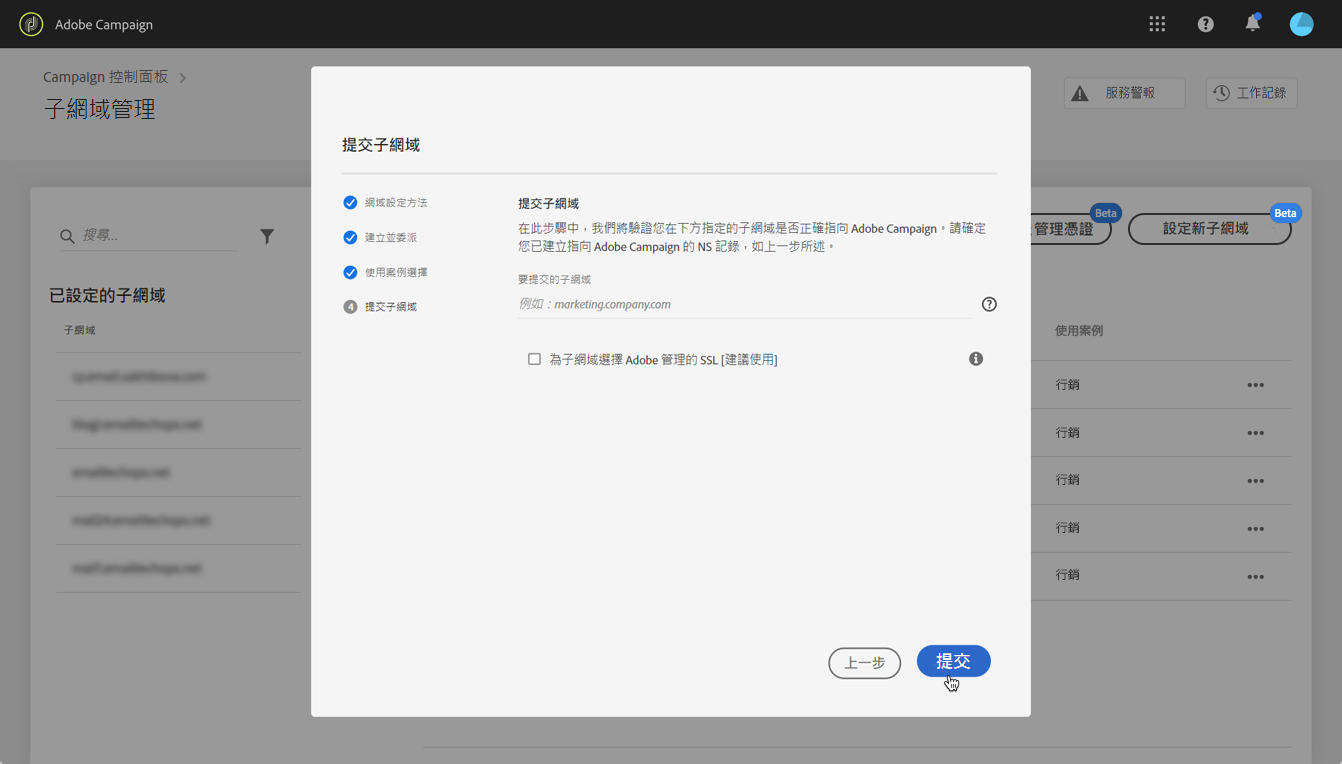 Adobe Campaign
Campaign 控制面板
子網域管理
服務警報
工作記錄
搜尋...
已設定的子網域
子網域
提交子網域
網域設定方法
建立並委派
使用案例選擇
4 提交子網域
提交子網域
在此步驟中，我們將驗證您在下方指定的子網域是否正確指向 Adobe Campaign。請確定
您已建立指向 Adobe Campaign 的 NS 記錄，如上一步所述。
要提交的子網域
例如：marketing.company.com
為子網域選擇 Adobe 管理的 SSL [建議使用]
上一步
提交
管理憑證
Beta
設定新子網域
Beta
使用案例
行銷
行銷
行銷
行銷
行銷